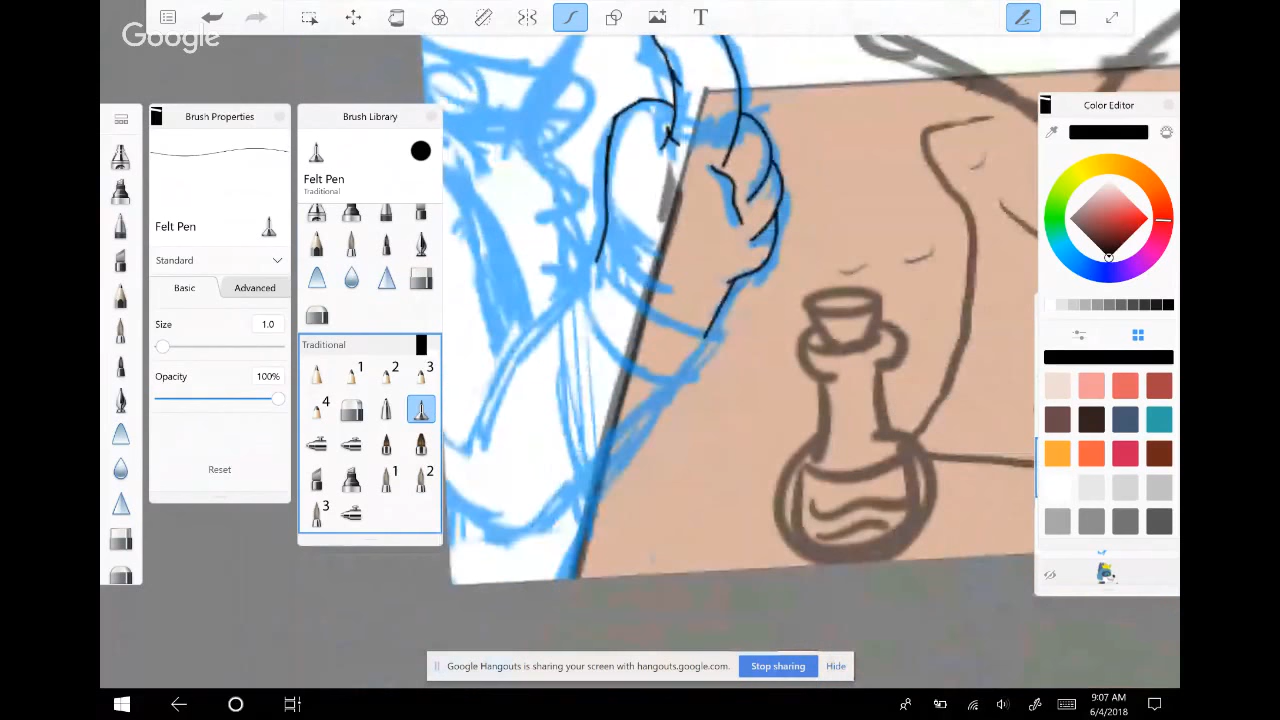 Google
T
Brush Properties
Felt Pen
Standard
Basic
Advanced
Size
1.0
Opacity
100%
Reset
Brush Library
Felt Pen
Traditional
Traditional
1
2
3
4
1
2
3
Color Editor
Google Hangouts is sharing your screen with hangouts.google.com.
Stop sharing
Hide
9:07 AM
6/4/2018